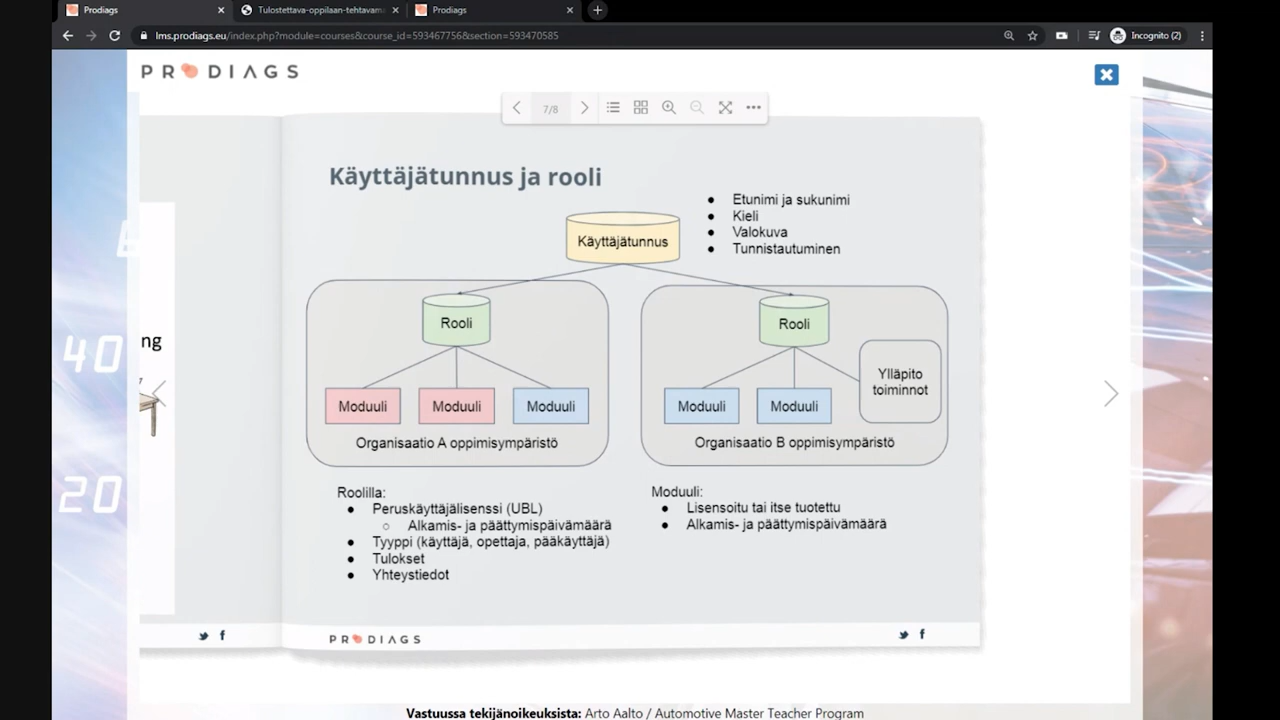 Prodiags
Tulostettava-oppilaan-tehtavam
Prodiags
lms.prodiags.eu/index.php?module=courses&course_id=593467756&section=593470585
Incognito (2)
PRODIAGS
7/8
Käyttäjätunnus ja rooli
Etunimi ja sukunimi
Kieli
Valokuva
Tunnistautuminen
Käyttäjätunnus
Rooli
Rooli
Ylläpito
toiminnot
Moduuli
Moduuli
Moduuli
Moduuli
Moduuli
Organisaatio A oppimisympäristö
Organisaatio B oppimisympäristö
Roolilla:
Peruskäyttäjälisenssi (UBL)
Alkamis- ja päättymispäivämäärä
Tyyppi (käyttäjä, opettaja, pääkäyttäjä)
Tulokset
Yhteystiedot
Moduuli:
Lisensoitu tai itse tuotettu
Alkamis- ja päättymispäivämäärä
ng
40
20
PRODIAGS
Vastuussa tekijänoikeuksista: Arto Aalto / Automotive Master Teacher Program